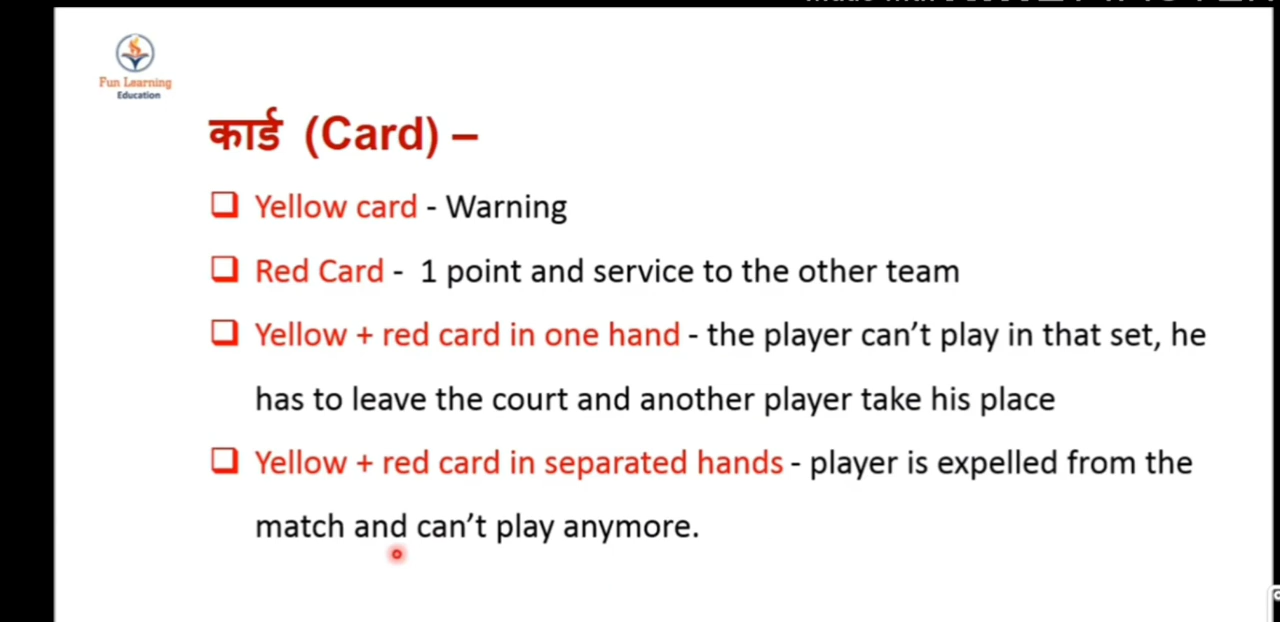 Fun Learning
Education
कार्ड (Card) –
Yellow card - Warning
Red Card - 1 point and service to the other team
Yellow + red card in one hand - the player can’t play in that set, he
has to leave the court and another player take his place
Yellow + red card in separated hands - player is expelled from the
match and can’t play anymore.